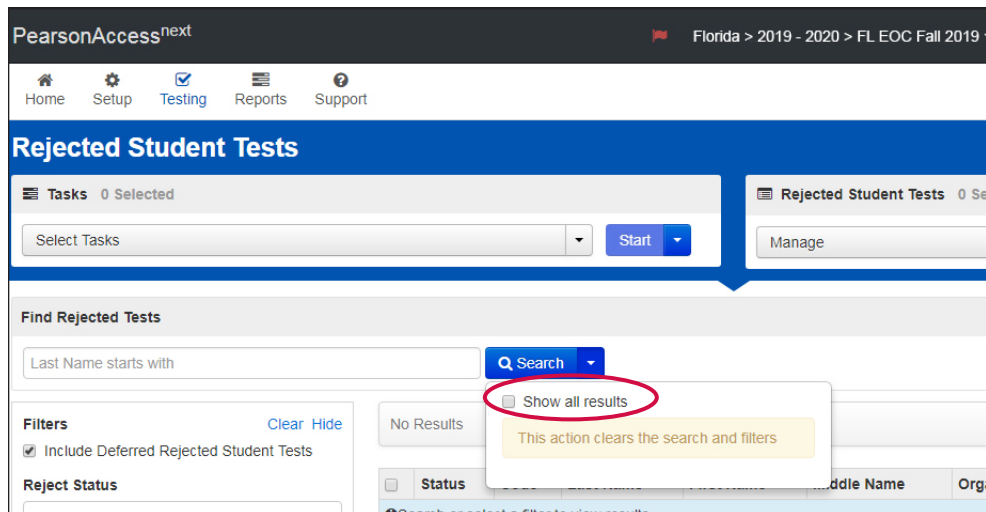 PearsonAccessnext
Florida > 2019 - 2020 > FL EOC Fall 2019
Home Setup Testing Reports Support
Rejected Student Tests
Tasks 0 Selected
Rejected Student Tests 0 Se
Select Tasks
Start
Manage
Find Rejected Tests
Last Name starts with
Search
Show all results
This action clears the search and filters
Filters Clear Hide
Include Deferred Rejected Student Tests
Reject Status
No Results
Status
Name